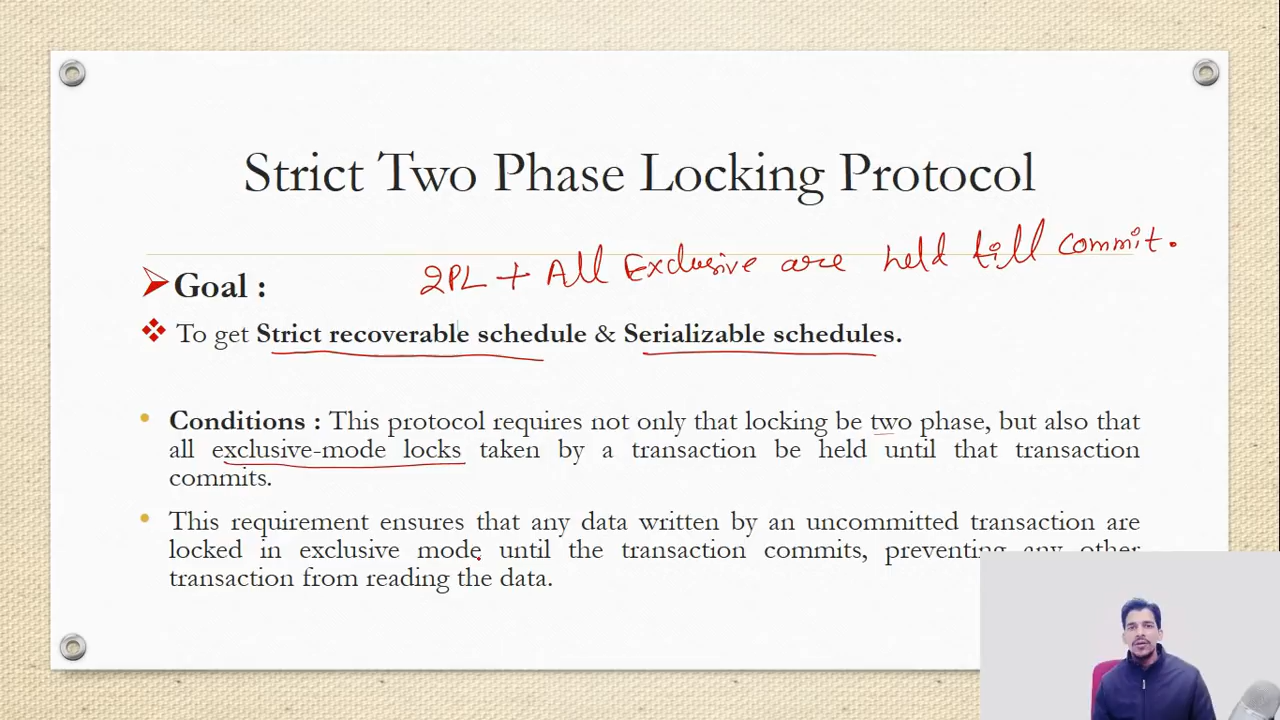 Strict Two Phase Locking Protocol
2PL + All Exclusive are held till commit.
Goal :
To get Strict recoverable schedule & Serializable schedules.
Conditions : This protocol requires not only that locking be two phase, but also that
all exclusive-mode locks taken by a transaction be held until that transaction
commits.
This requirement ensures that any data written by an uncommitted transaction are
locked in exclusive mode until the transaction commits, preventing any other
transaction from reading the data.